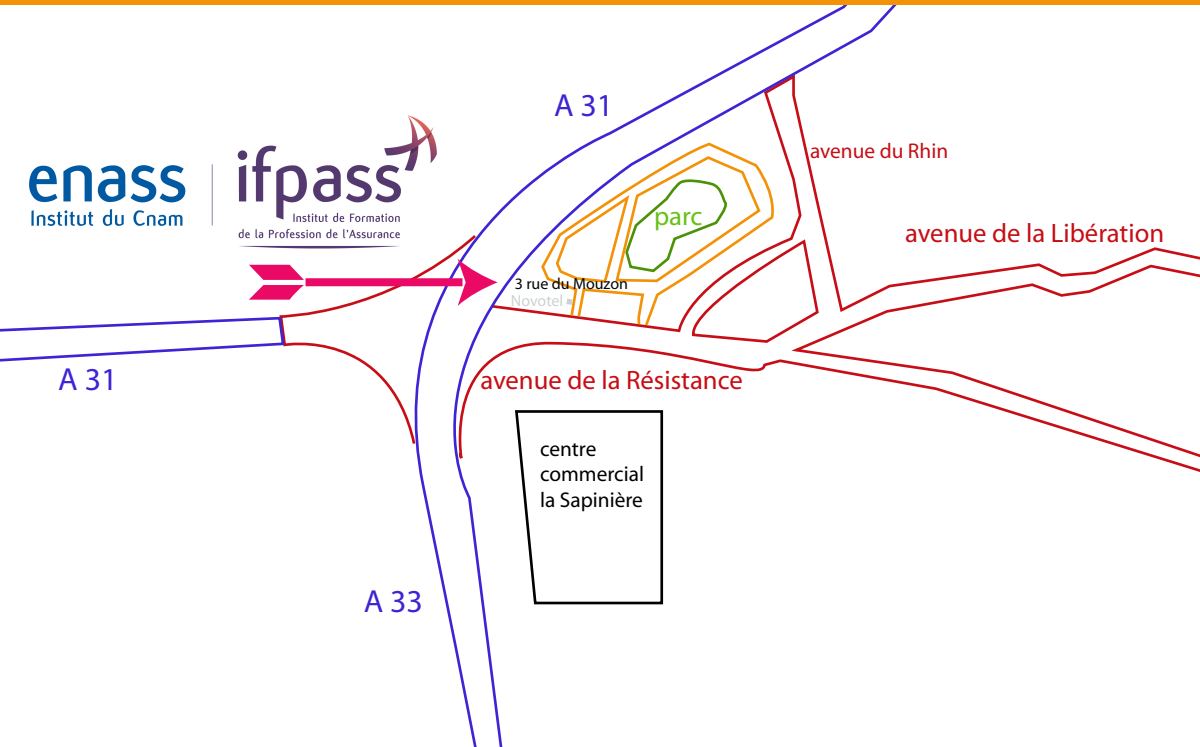 A 31
avenue du Rhin
enass
Institut du Cnam
ifpass
Institut de Formation
de la Profession de l'Assurance
parc
avenue de la Libération
3 rue du Mouzon
Novotel
A 31
avenue de la Résistance
centre
commercial
la Sapinière
A 33